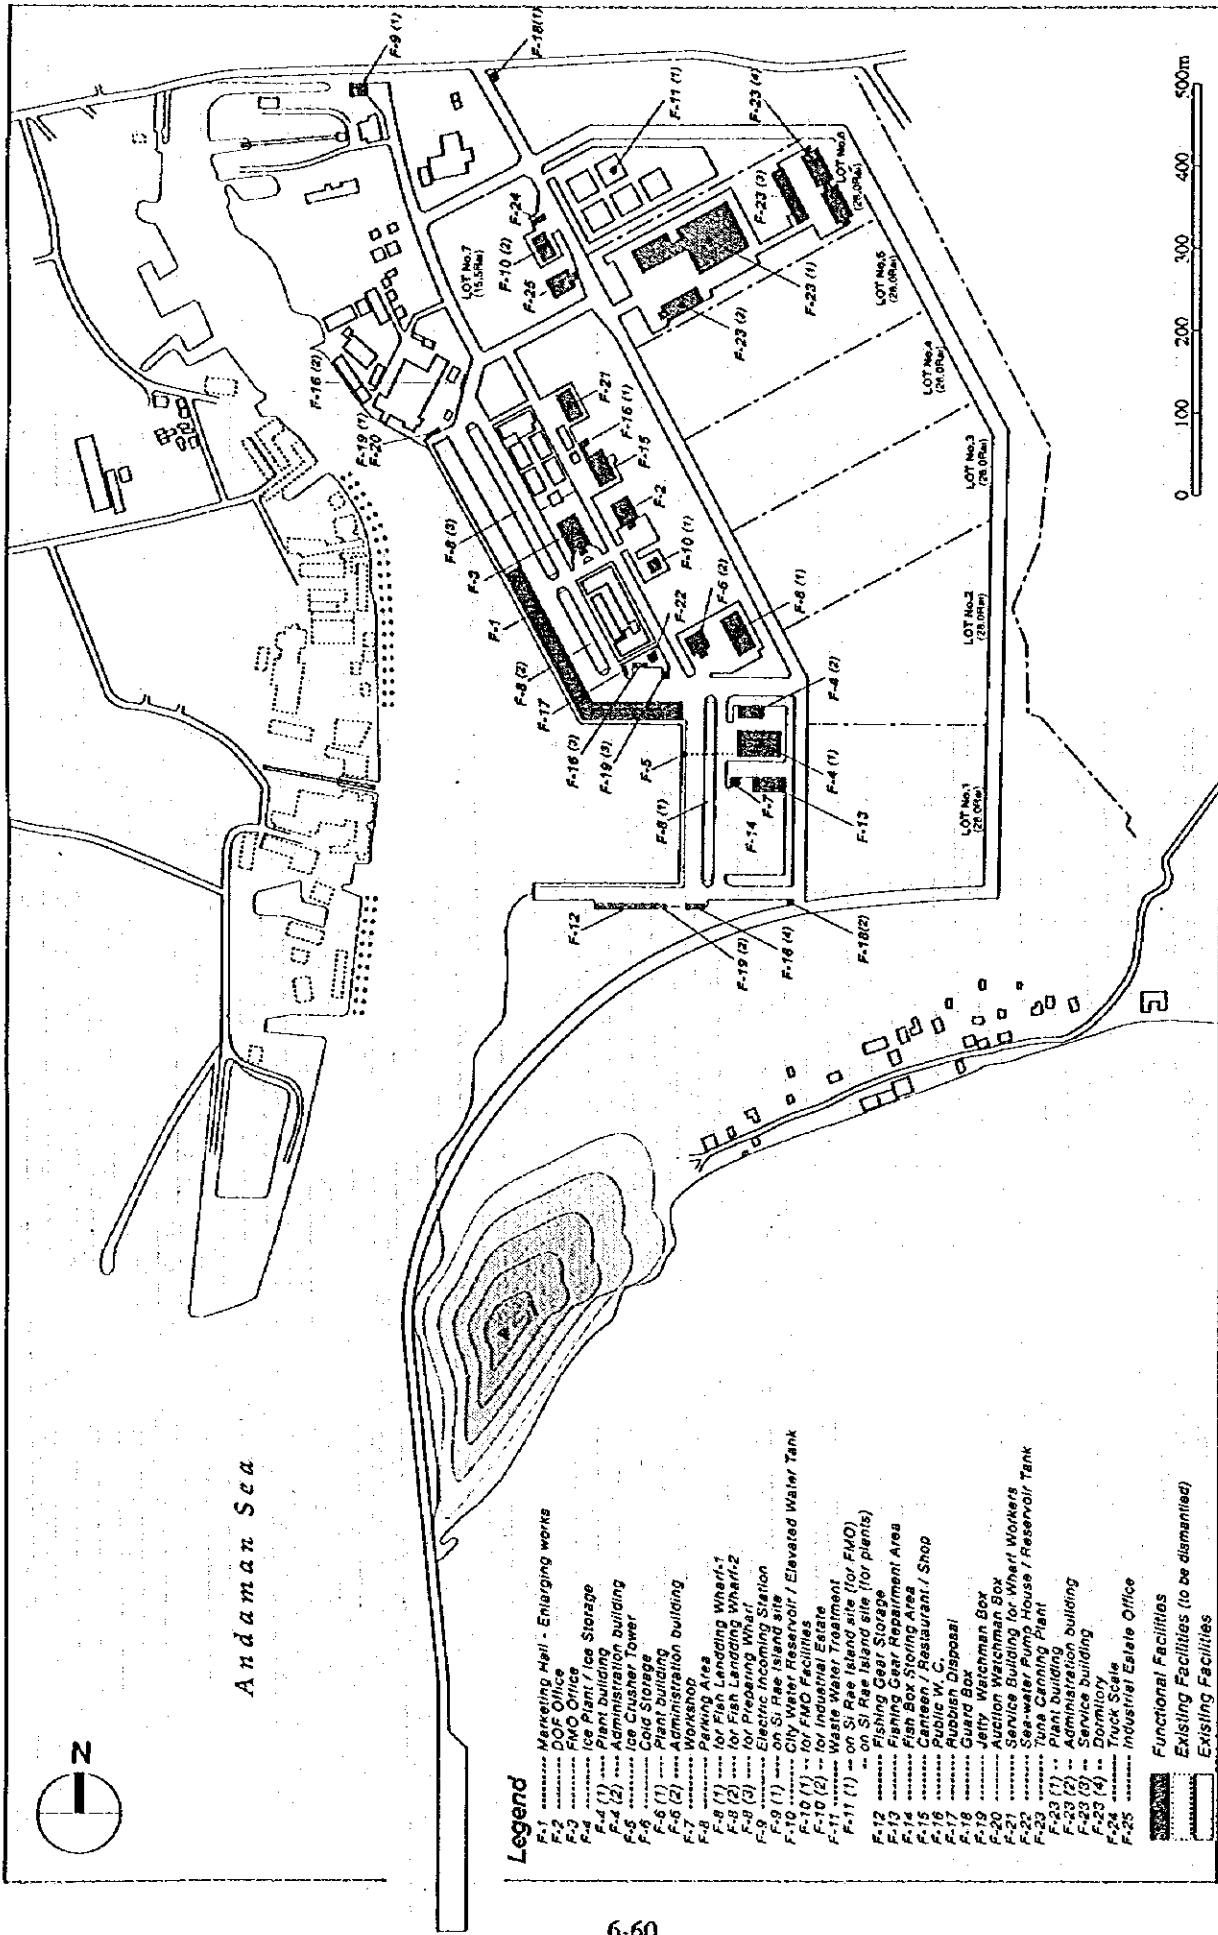 N
Andaman Sea
Legend
F-1 Marketing Hall - Enlarging works
F-2 DOF Office
F-3 FMO Office
F-4 Ice Plant / Ice Storage
F-4 (1) Plant building
F-4 (2) Administration building
F-5 Ice Crusher Tower
F-6 Cold Storage
F-6 (1) Plant building
F-6 (2) Administration building
F-7 Workshop
F-8 Parking Area
F-8 (1) for Fish Landding Wharf-1
F-8 (2) for Fish Landding Wharf-2
F-8 (3) for Preparing Wharf
F-9 Electric Incoming Station
F-9 (1) on Si Rae Island site
F-10 City Water Reservoir / Elevated Water Tank
F-10 (1) for FMO Facilities
F-10 (2) for Industrial Estate
F-11 Waste Water Treatment
F-11 (1) on Si Rae Island site (for FMO)
on Si Rae Island site (for plants)
F-12 Fishing Gear Storage
F-13 Fishing Gear Repairment Area
F-14 Fish Box Storing Area
F-15 Canteen / Restaurant / Shop
F-16 Public W. C.
F-17 Rubbish Disposal
F-18 Guard Box
F-19 Jetty Watchman Box
F-20 Auction Watchman Box
F-21 Service Building for Wharf Workers
F-22 Sea-water Pump House / Reservoir Tank
F-23 Tuna Canning Plant
F-23 (1) Plant building
F-23 (2) Administration building
F-23 (3) Service building
F-23 (4) Dormitory
F-24 Truck Scale
F-25 Industrial Estate Office
Functional Facilities
Existing Facilities (to be dismantled)
Existing Facilities
F-9 (1)
F-18(1)
F-11 (1)
F-23 (4)
F-23 (3)
F-24
F-10 (2)
F-25
F-23 (1)
F-23 (2)
F-16 (2)
F-19 (1)
F-20
F-21
F-16 (1)
F-15
F-2
F-8 (3)
F-3
F-10 (1)
F-1
F-6 (2)
F-22
F-6 (1)
F-8 (2)
F-17
F-4 (2)
F-16 (3)
F-19 (3)
F-5
F-4 (1)
F-8 (1)
F-7
F-14
F-13
F-12
F-19 (2)
F-16 (4)
F-18(2)
LOT No.7
(15.5Rai)
LOT No.6
(28.0Rai)
LOT No.5
(28.0Rai)
LOT No.4
(28.0Rai)
LOT No.3
(28.0Rai)
LOT No.2
(28.0Rai)
LOT No.1
(28.0Rai)
0 100 200 300 400 500m
6-60